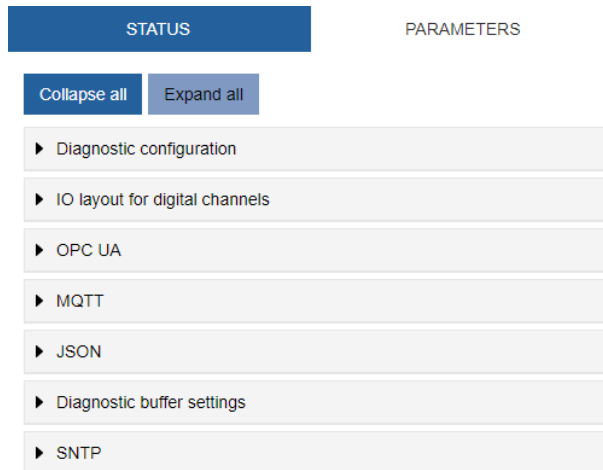 STATUS PARAMETERS
Collapse all Expand all
Diagnostic configuration
IO layout for digital channels
OPC UA
MQTT
JSON
Diagnostic buffer settings
SNTP